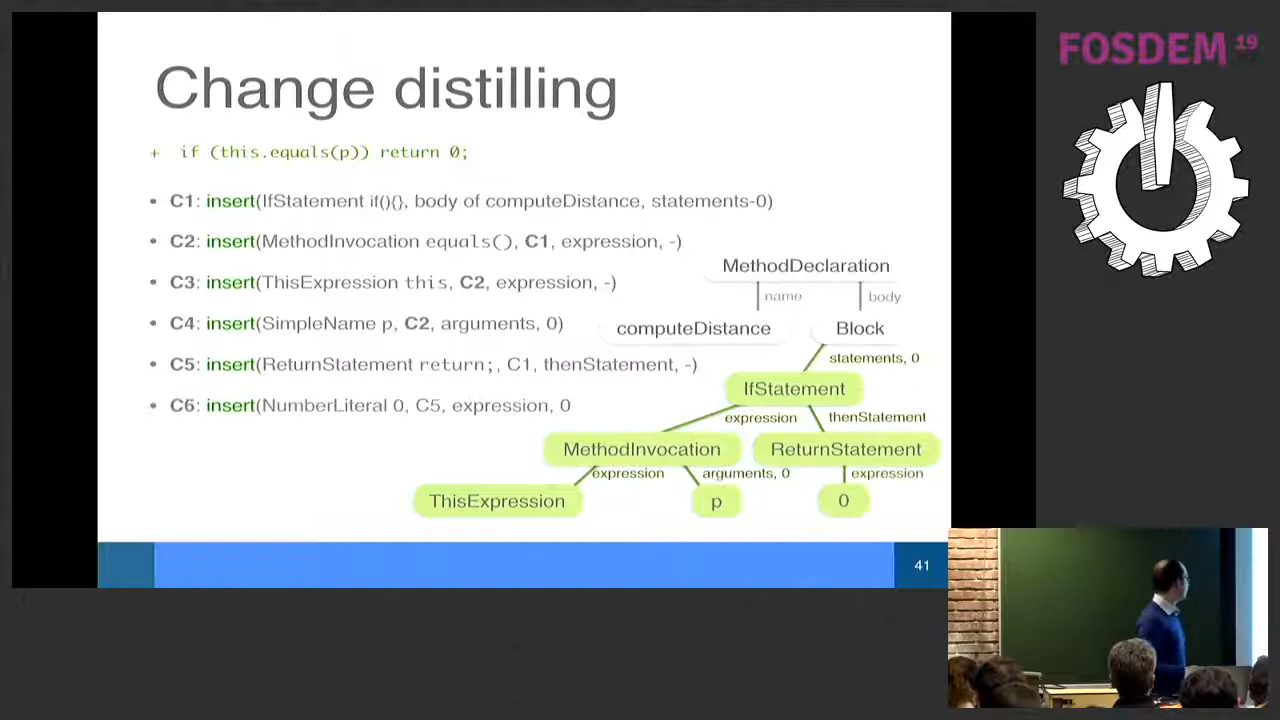 FOSDEM 19
Change distilling
+ if (this.equals(p)) return 0;
• C1: insert(IfStatement if(){}, body of computeDistance, statements-0)
• C2: insert(MethodInvocation equals(), C1, expression, -)
• C3: insert(ThisExpression this, C2, expression, -)
• C4: insert(SimpleName p, C2, arguments, 0)
• C5: insert(ReturnStatement return;, C1, thenStatement, -)
• C6: insert(NumberLiteral 0, C5, expression, 0
MethodDeclaration
name body
computeDistance Block
statements, 0
IfStatement
expression thenStatement
MethodInvocation ReturnStatement
expression arguments, 0 expression
ThisExpression p 0
41